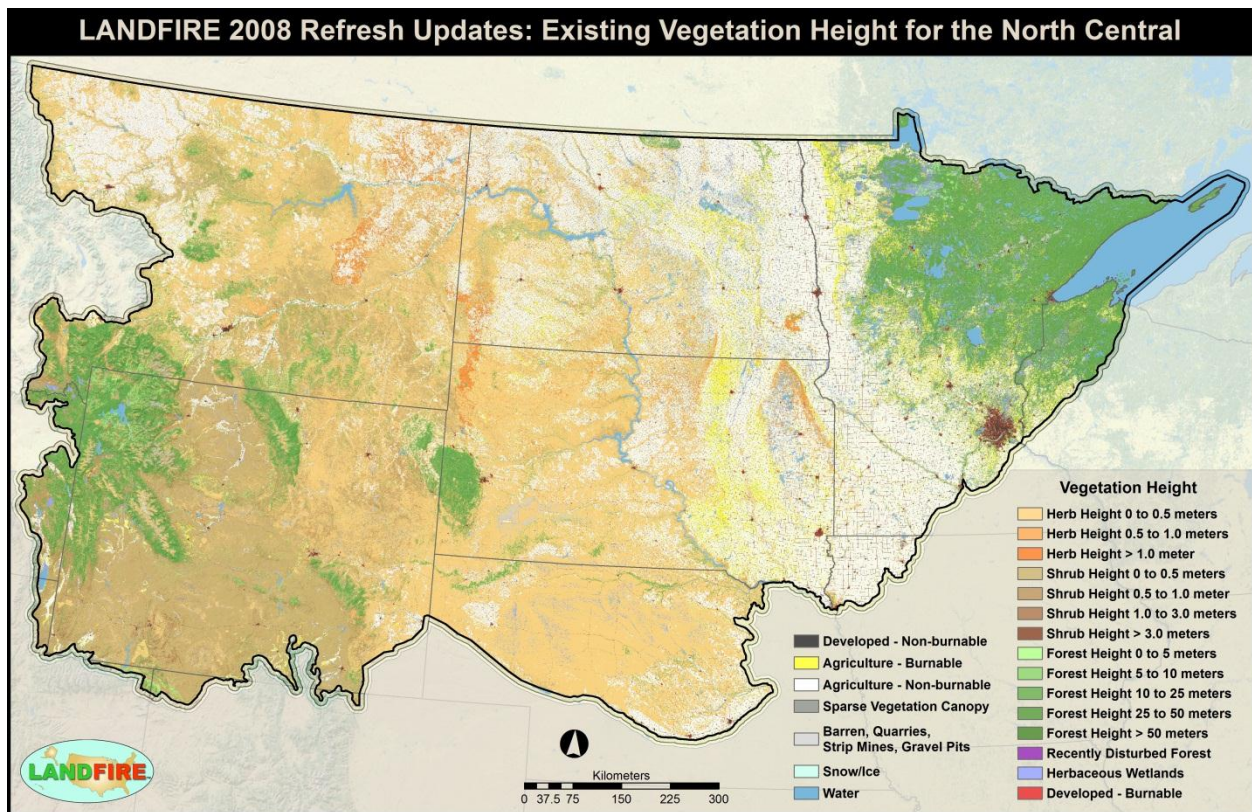 LANDFIRE 2008 Refresh Updates: Existing Vegetation Height for the North Central
Vegetation Height
Herb Height 0 to 0.5 meters
Herb Height 0.5 to 1.0 meters
Herb Height > 1.0 meter
Shrub Height 0 to 0.5 meters
Shrub Height 0.5 to 1.0 meter
Shrub Height 1.0 to 3.0 meters
Shrub Height > 3.0 meters
Forest Height 0 to 5 meters
Forest Height 5 to 10 meters
Forest Height 10 to 25 meters
Forest Height 25 to 50 meters
Forest Height > 50 meters
Recently Disturbed Forest
Herbaceous Wetlands
Developed - Burnable
Developed - Non-burnable
Agriculture - Burnable
Agriculture - Non-burnable
Sparse Vegetation Canopy
Barren, Quarries,
Strip Mines, Gravel Pits
Snow/Ice
Water
Kilometers
0 37.5 75 150 225 300
LANDFIRE